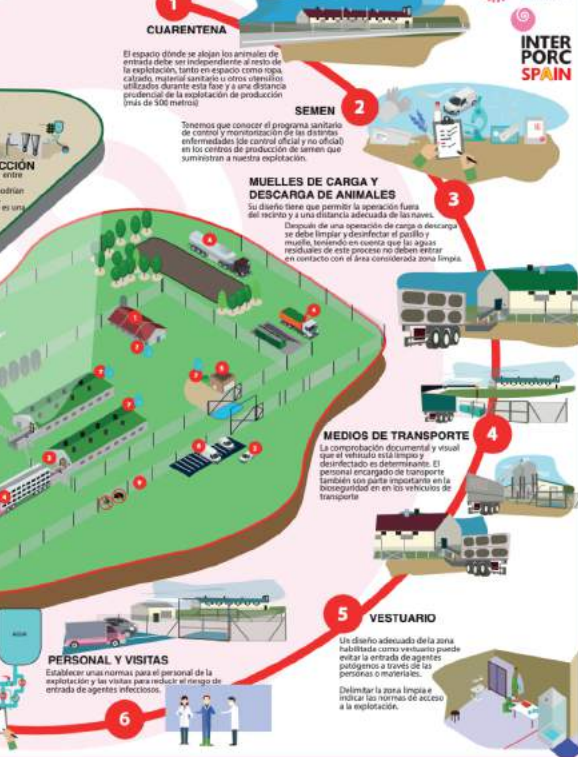 1
CUARENTENA
El espacio dónde se alojan los animales de
entrada debe ser independiente al resto de
la explotación, tanto en espacio como ropa,
calzado, material sanitario u otros utensilios
utilizados durante esta fase y a una distancia
prudencial de la explotación de producción
(más de 500 metros)
INTER
PORC
SPAIN
SEMEN
2
Tenemos que conocer el programa sanitario
de control y monitorización de las distintas
enfermedades (de control oficial y no oficial)
en los centros de producción de semen que
suministran a nuestra explotación.
CCIÓN
entre
podrían
es una
MUELLES DE CARGA Y
DESCARGA DE ANIMALES
3
Su diseño tiene que permitir la operación fuera
del recinto y a una distancia adecuada de las naves.
Después de una operación de carga o descarga
se debe limpiar y desinfectar el pasillo y
muelle, teniendo en cuenta que las aguas
residuales de este proceso no deben entrar
en contacto con el área considerada zona limpia.
MEDIOS DE TRANSPORTE
4
La comprobación documental y visual
que el vehículo está limpio y
desinfectado es determinante. El
personal encargado de transporte
también son parte importante en la
bioseguridad en en los vehículos de
transporte
5
VESTUARIO
Un diseño adecuado de la zona
habilitada como vestuario puede
evitar la entrada de agentes
patógenos a través de las
personas o materiales.
Delimitar la zona limpia e
indicar las normas de acceso
a la explotación.
AGUA
PERSONAL Y VISITAS
Establecer unas normas para el personal de la
explotación y las visitas para reducir el riesgo de
entrada de agentes infecciosos.
6